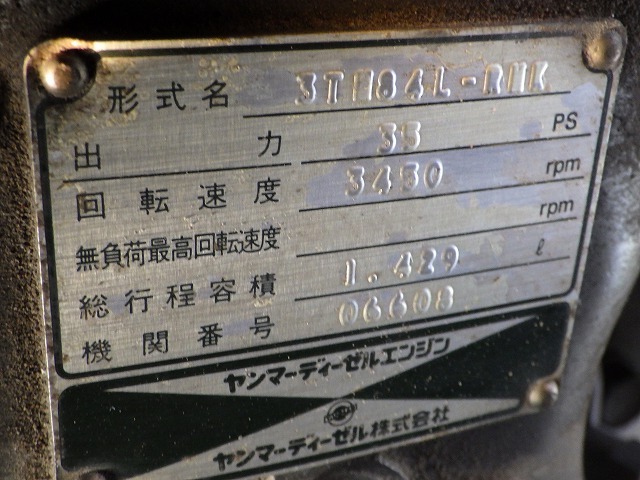 形式名 3TN84L-RHK
出力 35 PS
回転速度 3450 rpm
無負荷最高回転速度 rpm
総行程容積 1.429 ℓ
機関番号 06608
ヤンマーディーゼルエンジン
ヤンマーディーゼル株式会社